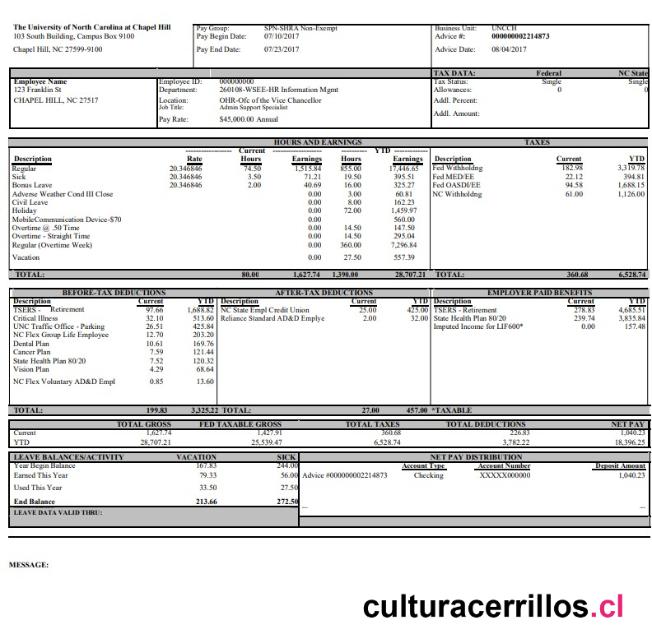 The University of North Carolina at Chapel Hill
103 South Building, Campus Box 9100
Chapel Hill, NC 27599-9100
Pay Group: SPN-SHRA Non-Exempt
Pay Begin Date: 07/10/2017
Pay End Date: 07/23/2017
Business Unit: UNCCH
Advice #: 000000002214873
Advice Date: 08/04/2017
Employee Name
123 Franklin St
CHAPEL HILL, NC 27517
Employee ID: 000000000
Department: 260108-WSEE-HR Information Mgmt
Location: OHR-Ofc of the Vice Chancellor
Job Title: Admin Support Specialist
Pay Rate: $45,000.00 Annual
TAX DATA: Federal NC State
Tax Status: Single Single
Allowances: 0 0
Addl. Percent:
Addl. Amount:
HOURS AND EARNINGS
Current YTD
Description Rate Hours Earnings Hours Earnings
Regular 20.346846 74.50 1,515.84 855.00 17,446.65
Sick 20.346846 3.50 71.21 19.50 395.51
Bonus Leave 20.346846 2.00 40.69 16.00 325.27
Adverse Weather Cond III Close 0.00 3.00 60.81
Civil Leave 0.00 8.00 162.23
Holiday 0.00 72.00 1,459.97
MobileCommunication Device-$70 0.00 560.00
Overtime @ .50 Time 0.00 14.50 147.50
Overtime - Straight Time 0.00 14.50 295.04
Regular (Overtime Week) 0.00 360.00 7,296.84
Vacation 0.00 27.50 557.39
TOTAL: 80.00 1,627.74 1,390.00 28,707.21
TAXES
Description Current YTD
Fed Withholdng 182.98 3,319.78
Fed MED/EE 22.12 394.81
Fed OASDI/EE 94.58 1,688.15
NC Withholdng 61.00 1,126.00
TOTAL: 360.68 6,528.74
BEFORE-TAX DEDUCTIONS
Description Current YTD
TSERS - Retirement 97.66 1,688.82
Critical Illness 32.10 513.60
UNC Traffic Office - Parking 26.51 425.84
NC Flex Group Life Employee 12.70 203.20
Dental Plan 10.61 169.76
Cancer Plan 7.59 121.44
State Health Plan 80/20 7.52 120.32
Vision Plan 4.29 68.64
NC Flex Voluntary AD&D Empl 0.85 13.60
TOTAL: 199.83 3,325.22
AFTER-TAX DEDUCTIONS
Description Current YTD
NC State Empl Credit Union 25.00 425.00
Reliance Standard AD&D Emplye 2.00 32.00
TOTAL: 27.00 457.00
EMPLOYER PAID BENEFITS
Description Current YTD
TSERS - Retirement 278.83 4,685.51
State Health Plan 80/20 239.74 3,835.84
Imputed Income for LIF600* 0.00 157.48
*TAXABLE
TOTAL GROSS FED TAXABLE GROSS TOTAL TAXES TOTAL DEDUCTIONS NET PAY
Current 1,627.74 1,427.91 360.68 226.83 1,040.23
YTD 28,707.21 25,539.47 6,528.74 3,782.22 18,396.25
LEAVE BALANCES/ACTIVITY VACATION SICK
Year Begin Balance 167.83 244.00
Earned This Year 79.33 56.00
Used This Year 33.50 27.50
End Balance 213.66 272.50
LEAVE DATA VALID THRU:
NET PAY DISTRIBUTION
Account Type Account Number Deposit Amount
Advice #000000002214873 Checking XXXXX000000 1,040.23
MESSAGE:
culturacerrillos.cl